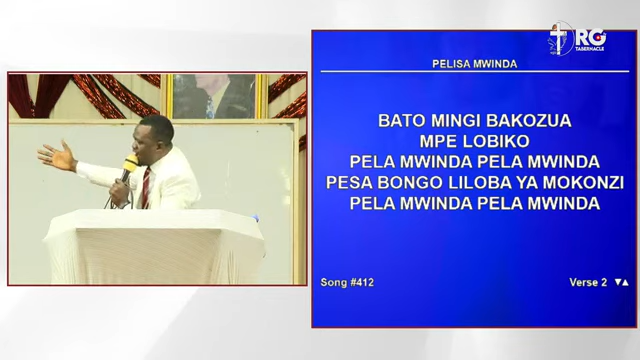 RG
TABERNACLE
PELISA MWINDA
BATO MINGI BAKOZUA
MPE LOBIKO
PELA MWINDA PELA MWINDA
PESA BONGO LILOBA YA MOKONZI
PELA MWINDA PELA MWINDA
Song #412
Verse 2 ▼▲